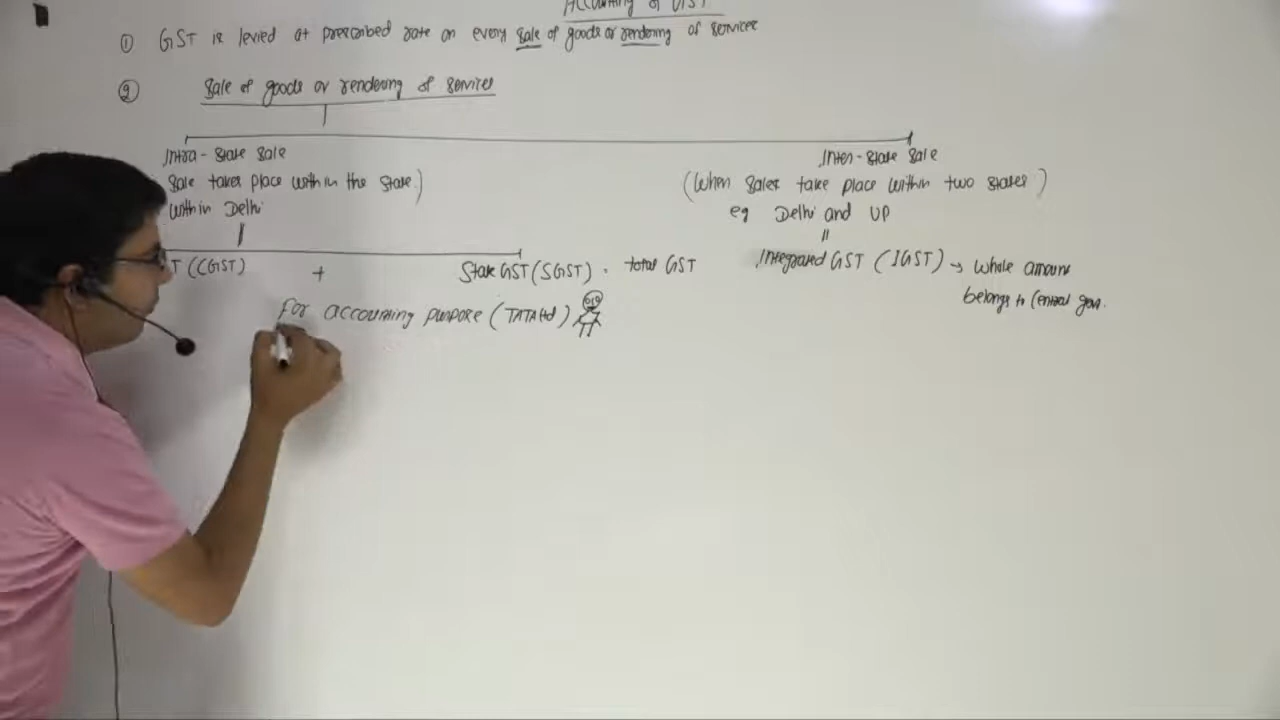 Accounting of GST
① GST is levied at prescribed rate on every sale of goods or rendering of services
② Sale of goods or rendering of services
Intra-State Sale
Sale takes place within the State)
within Delhi
T (CGST) + State GST (SGST) = total GST
For accounting purpose (TATA ltd)
Inter-State Sale
(When Sales take place within two states)
eg Delhi and UP
Integrated GST (IGST) → Whole amount
belongs to Central gov.